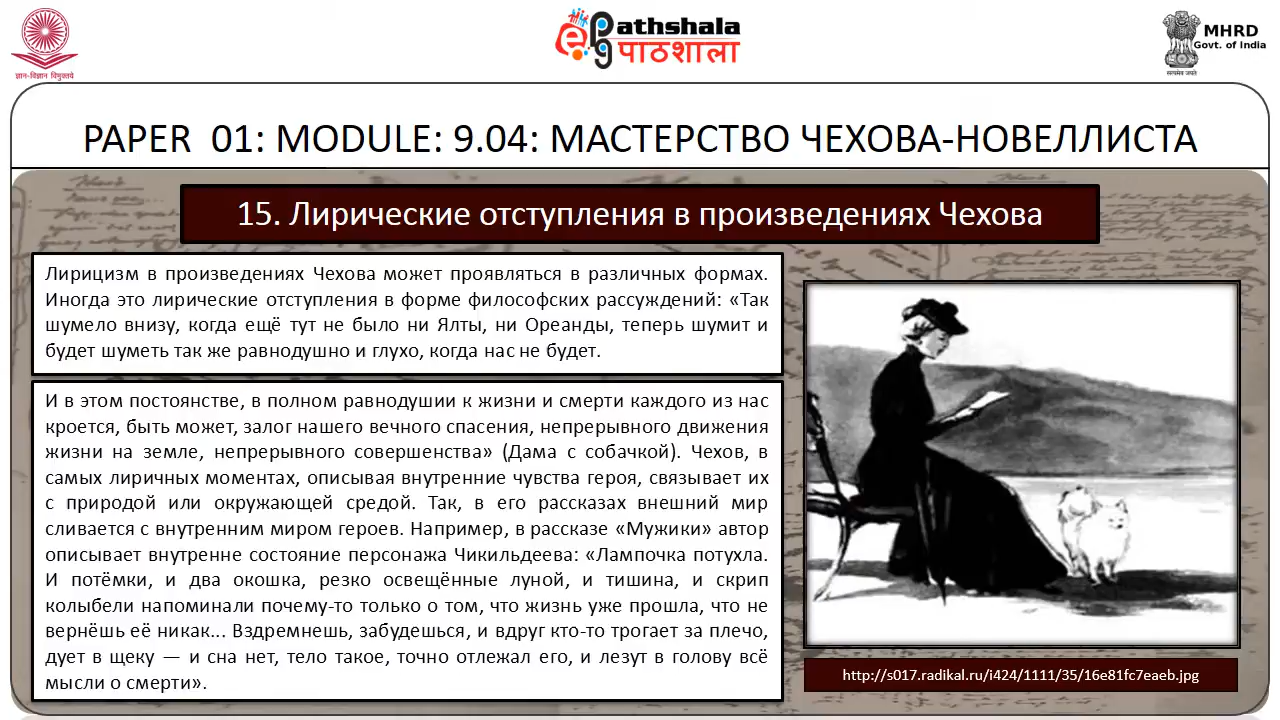 ज्ञान-विज्ञान विमुक्तये
ePG Pathshala
पाठशाला
MHRD
Govt. of India
सत्यमेव जयते
PAPER 01: MODULE: 9.04: МАСТЕРСТВО ЧЕХОВА-НОВЕЛЛИСТА
15. Лирические отступления в произведениях Чехова
Лирицизм в произведениях Чехова может проявляться в различных формах.
Иногда это лирические отступления в форме философских рассуждений: «Так
шумело внизу, когда ещё тут не было ни Ялты, ни Ореанды, теперь шумит и
будет шуметь так же равнодушно и глухо, когда нас не будет.
И в этом постоянстве, в полном равнодушии к жизни и смерти каждого из нас
кроется, быть может, залог нашего вечного спасения, непрерывного движения
жизни на земле, непрерывного совершенства» (Дама с собачкой). Чехов, в
самых лиричных моментах, описывая внутренние чувства героя, связывает их
с природой или окружающей средой. Так, в его рассказах внешний мир
сливается с внутренним миром героев. Например, в рассказе «Мужики» автор
описывает внутренне состояние персонажа Чикильдеева: «Лампочка потухла.
И потёмки, и два окошка, резко освещённые луной, и тишина, и скрип
колыбели напоминали почему-то только о том, что жизнь уже прошла, что не
вернёшь её никак... Вздремнешь, забудешься, и вдруг кто-то трогает за плечо,
дует в щеку — и сна нет, тело такое, точно отлежал его, и лезут в голову всё
мысли о смерти».
http://s017.radikal.ru/i424/1111/35/16e81fc7eaeb.jpg